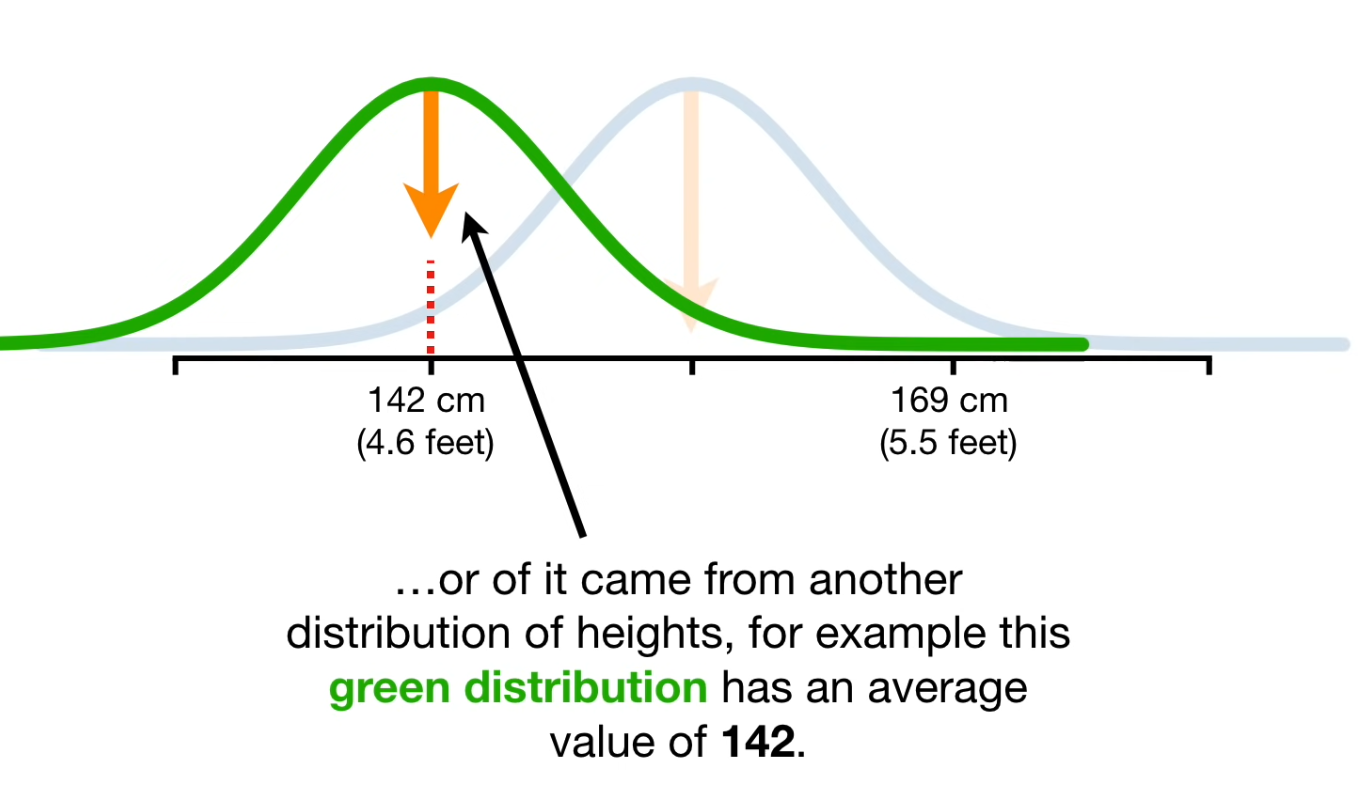 142 cm
(4.6 feet)
169 cm
(5.5 feet)
…or of it came from another
distribution of heights, for example this
green distribution has an average
value of 142.